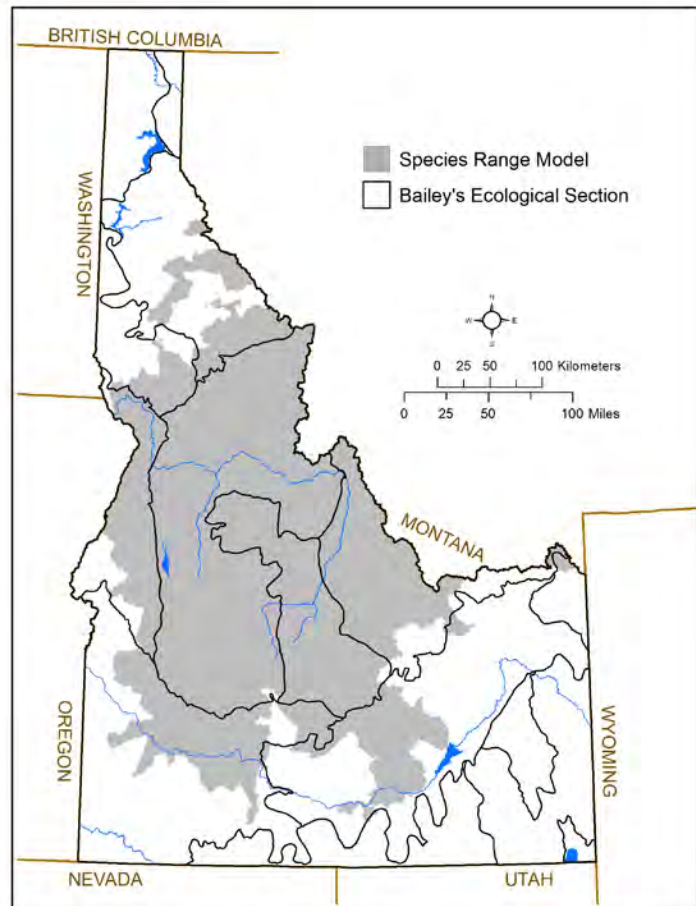 BRITISH COLUMBIA
WASHINGTON
Species Range Model
Bailey's Ecological Section
N
W E
S
0 25 50 100 Kilometers
0 25 50 100 Miles
MONTANA
OREGON
WYOMING
NEVADA
UTAH